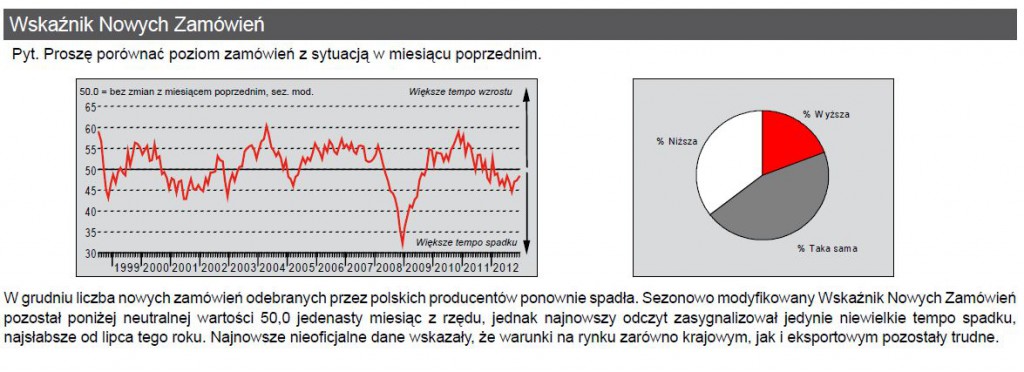 Wskaźnik Nowych Zamówień
Pyt. Proszę porównać poziom zamówień z sytuacją w miesiącu poprzednim.
50.0 = bez zmian z miesiącem poprzednim, sez. mod.
Większe tempo wzrostu
65
60
55
50
45
40
35
30
Większe tempo spadku
1999 2000 2001 2002 2003 2004 2005 2006 2007 2008 2009 2010 2011 2012
% Wyższa
% Niższa
% Taka sama
W grudniu liczba nowych zamówień odebranych przez polskich producentów ponownie spadła. Sezonowo modyfikowany Wskaźnik Nowych Zamówień
pozostał poniżej neutralnej wartości 50,0 jedenasty miesiąc z rzędu, jednak najnowszy odczyt zasygnalizował jedynie niewielkie tempo spadku,
najsłabsze od lipca tego roku. Najnowsze nieoficjalne dane wskazały, że warunki na rynku zarówno krajowym, jak i eksportowym pozostały trudne.